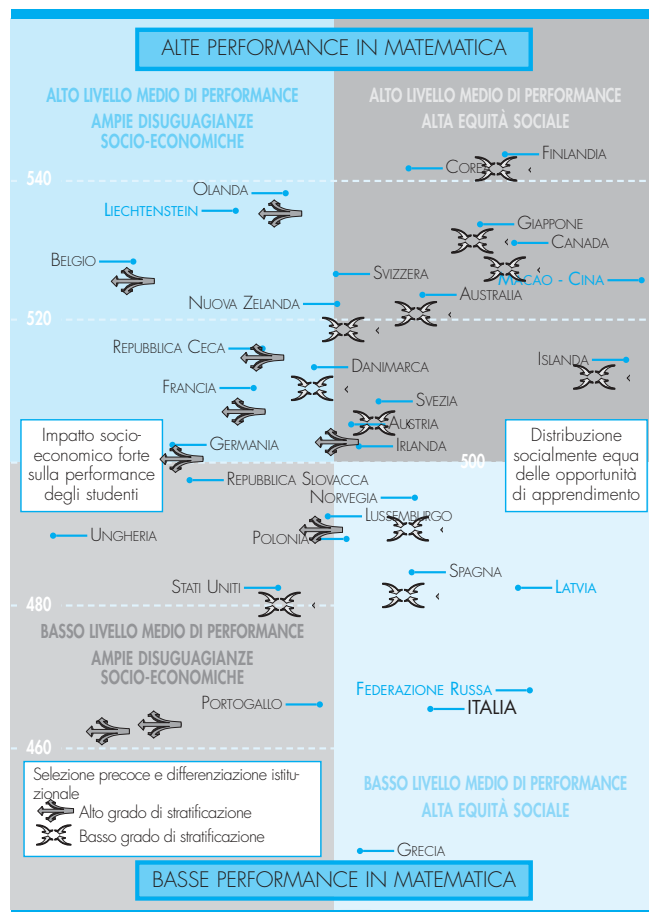 ALTE PERFORMANCE IN MATEMATICA
ALTO LIVELLO MEDIO DI PERFORMANCE
AMPIE DISUGUAGIANZE
SOCIO-ECONOMICHE
ALTO LIVELLO MEDIO DI PERFORMANCE
ALTA EQUITÀ SOCIALE
FINLANDIA
CORE
540
OLANDA
LIECHTENSTEIN
GIAPPONE
CANADA
BELGIO
SVIZZERA
MACAO - CINA
NUOVA ZELANDA
AUSTRALIA
520
REPUBBLICA CECA
DANIMARCA
ISLANDA
FRANCIA
SVEZIA
AUSTRIA
Impatto socio-
economico forte
sulla performance
degli studenti
GERMANIA
IRLANDA
Distribuzione
socialmente equa
delle opportunità
di apprendimento
500
REPUBBLICA SLOVACCA
NORVEGIA
LUSSEMBURGO
UNGHERIA
POLONIA
SPAGNA
STATI UNITI
LATVIA
480
BASSO LIVELLO MEDIO DI PERFORMANCE
AMPIE DISUGUAGIANZE
SOCIO-ECONOMICHE
FEDERAZIONE RUSSA
PORTOGALLO
ITALIA
460
Selezione precoce e differenziazione istitu-
zionale
Alto grado di stratificazione
Basso grado di stratificazione
BASSO LIVELLO MEDIO DI PERFORMANCE
ALTA EQUITÀ SOCIALE
GRECIA
BASSE PERFORMANCE IN MATEMATICA